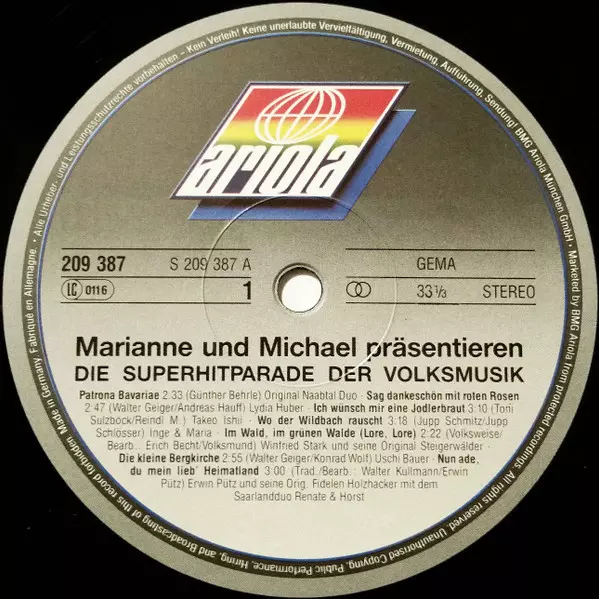 • Alle Urheber- und Leistungsschutzrechte vorbehalten – Kein Verleih! Keine unerlaubte Vervielfältigung, Vermietung, Aufführung, Sendung! BMG Ariola München GmbH! • Marketed by BMG Ariola from protected recordings. All rights reserved. Unauthorised Copying, Public Performance, Hiring, and Broadcasting of this record forbidden. Made in Germany. Fabriqué en Allemagne.
ariola
209 387 S 209 387 A GEMA
LC 0116 1 33 1/3 STEREO
Marianne und Michael präsentieren
DIE SUPERHITPARADE DER VOLKSMUSIK
Patrona Bavariae 2:33 (Günther Behrle) Original Naabtal Duo · Sag dankeschön mit roten Rosen
2:47 (Walter Geiger/Andreas Hauff) Lydia Huber · Ich wünsch mir eine Jodlerbraut 3:10 (Toni
Sulzböck/Reindl M.) Takeo Ishii · Wo der Wildbach rauscht 3:18 (Jupp Schmitz/Jupp
Schlösser) Inge & Maria · Im Wald, im grünen Walde (Lore, Lore) 2:22 (Volksweise/
Bearb.: Erich Becht/Volksmund) Winfried Stark und seine Original Steigerwälder
Die kleine Bergkirche 2:55 (Walter Geiger/Konrad Wolf) Uschi Bauer · Nun ade,
du mein lieb' Heimatland 3:00 (Trad./Bearb.: Walter Kullmann/Erwin
Pütz) Erwin Pütz und seine Orig. Fidelen Holzhacker mit dem
Saarlandduo Renate & Horst